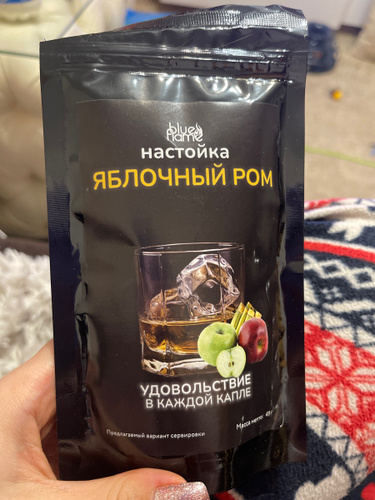 blue
flame
настойка
ЯБЛОЧНЫЙ РОМ
УДОВОЛЬСТВИЕ
В КАЖДОЙ КАПЛЕ
Предлагаемый вариант сервировки
Масса нетто: